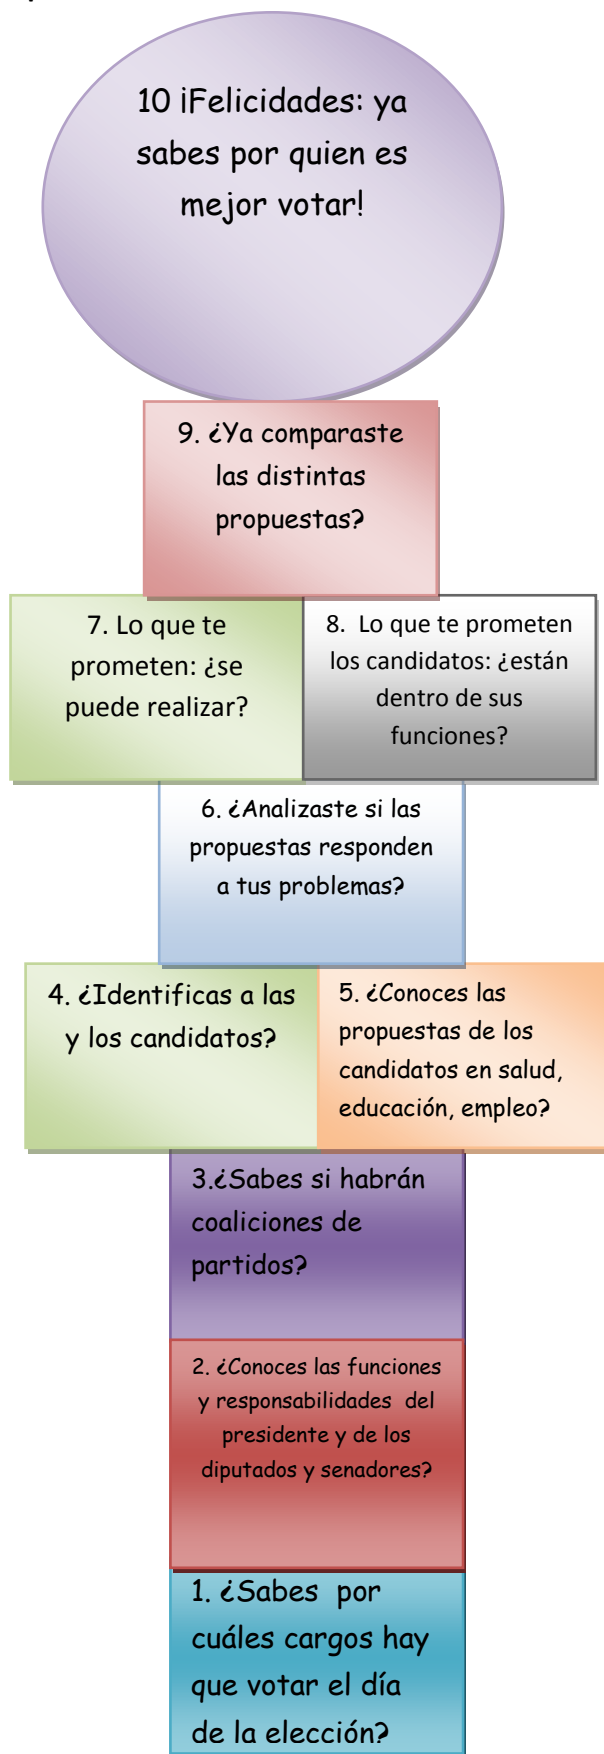 10 ¡Felicidades: ya
sabes por quien es
mejor votar!
9. ¿Ya comparaste
las distintas
propuestas?
7. Lo que te
prometen: ¿se
puede realizar?
8. Lo que te prometen
los candidatos: ¿están
dentro de sus
funciones?
6. ¿Analizaste si las
propuestas responden
a tus problemas?
4. ¿Identificas a las
y los candidatos?
5. ¿Conoces las
propuestas de los
candidatos en salud,
educación, empleo?
3.¿Sabes si habrán
coaliciones de
partidos?
2. ¿Conoces las funciones
y responsabilidades del
presidente y de los
diputados y senadores?
1. ¿Sabes por
cuáles cargos hay
que votar el día
de la elección?